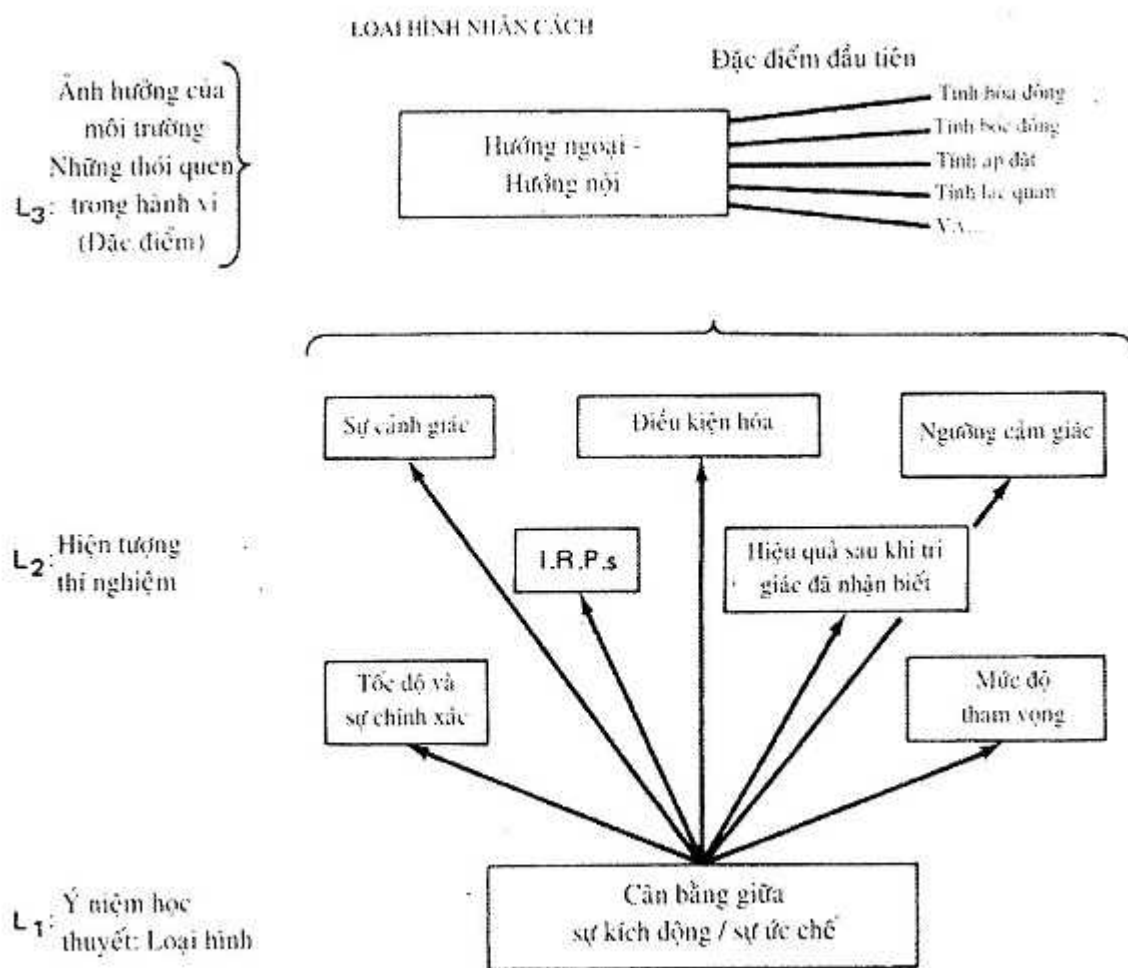 LOẠI HÌNH NHÂN CÁCH
Đặc điểm đầu tiên
Ảnh hưởng của
môi trường
Những thói quen
L3: trong hành vi
(Đặc điểm)
Hướng ngoại -
Hướng nội
Tính hòa đồng
Tính bốc đồng
Tính áp đặt
Tính lạc quan
V.v...
Sự cảnh giác
Điều kiện hóa
Ngưỡng cảm giác
L2: Hiện tượng
thí nghiệm
I.R.P.s
Hiệu quả sau khi tri
giác đã nhận biết
Tốc độ và
sự chính xác
Mức độ
tham vọng
L1: Ý niệm học
thuyết: Loại hình
Cân bằng giữa
sự kích động / sự ức chế